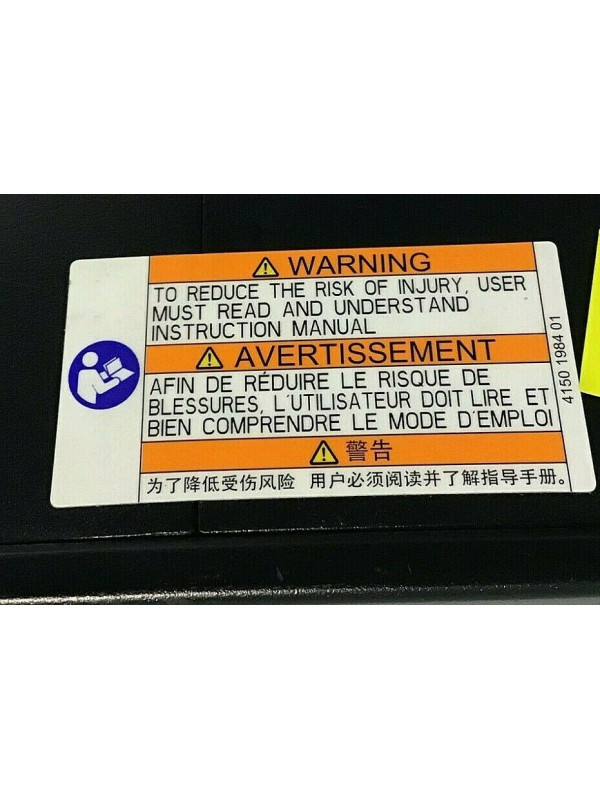 WARNING
TO REDUCE THE RISK OF INJURY, USER
MUST READ AND UNDERSTAND
INSTRUCTION MANUAL
AVERTISSEMENT
AFIN DE RÉDUIRE LE RISQUE DE
BLESSURES, L'UTILISATEUR DOIT LIRE ET
BIEN COMPRENDRE LE MODE D'EMPLOI
警告
为了降低受伤风险 用户必须阅读并了解指导手册。
4150 1984 01